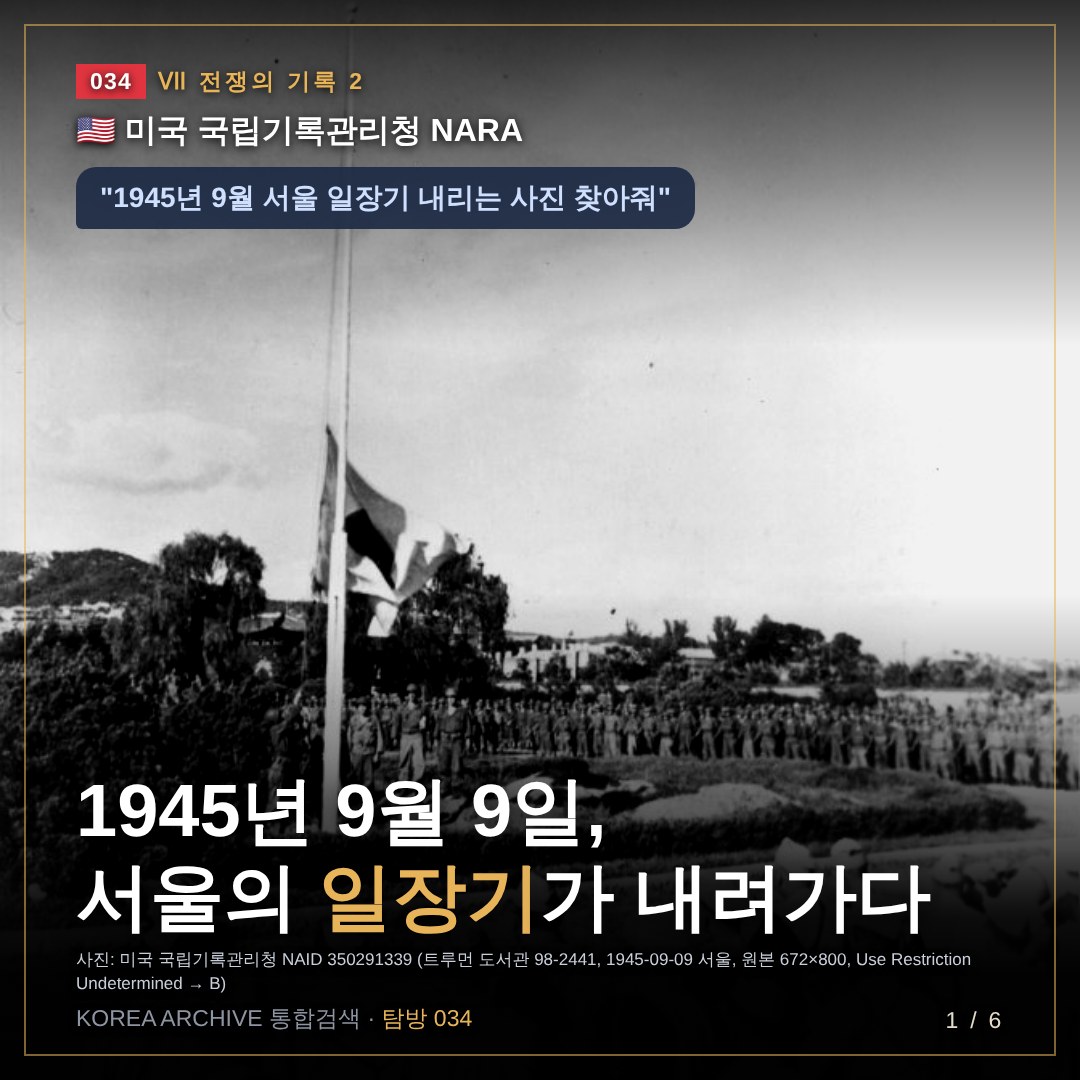 034 Ⅶ 전쟁의 기록 2
🇺🇸 미국 국립기록관리청 NARA
"1945년 9월 서울 일장기 내리는 사진 찾아줘"
1945년 9월 9일,
서울의 일장기가 내려가다
사진: 미국 국립기록관리청 NAID 350291339 (트루먼 도서관 98-2441, 1945-09-09 서울, 원본 672×800, Use Restriction
Undetermined → B)
KOREA ARCHIVE 통합검색 · 탐방 034
1 / 6